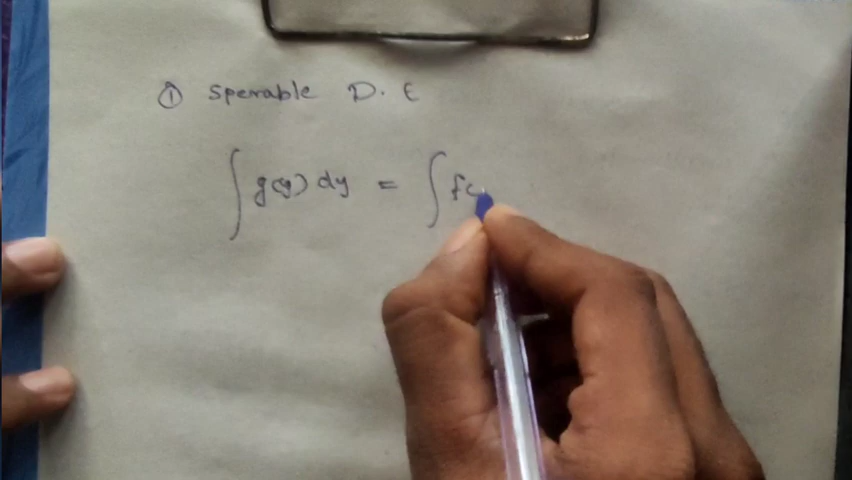 ① Sperable D. E
∫ g(y) dy = ∫ f(